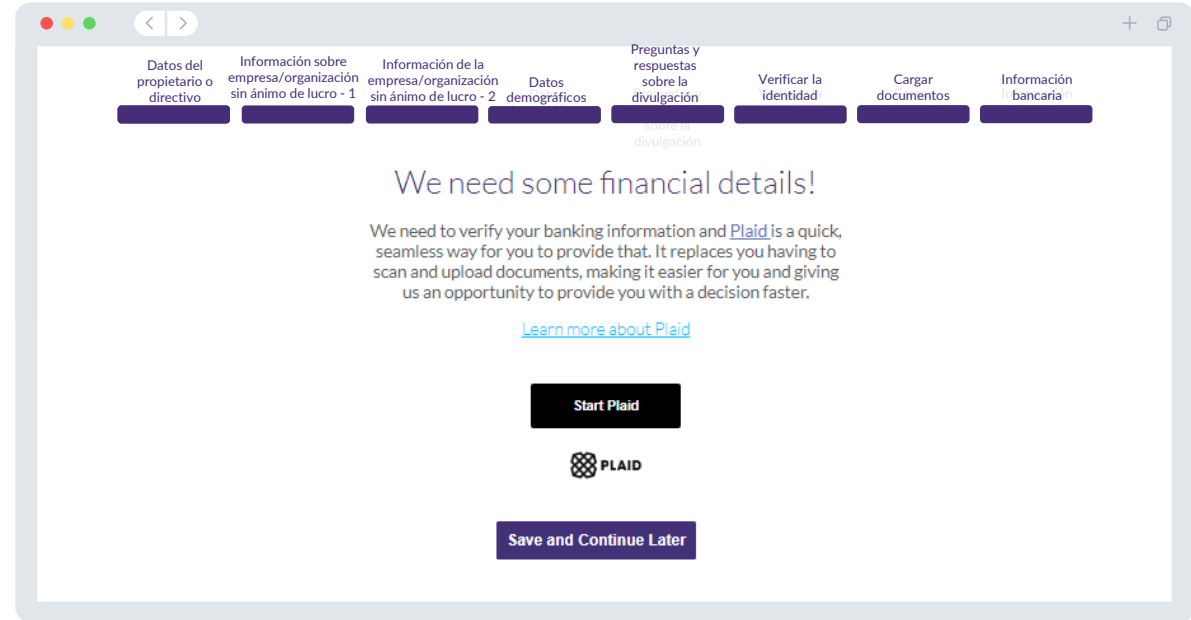 Datos del
propietario o
directivo
Información sobre
empresa/organización
sin ánimo de lucro - 1
Información de la
empresa/organización
sin ánimo de lucro - 2
Datos
demográficos
Preguntas y
respuestas
sobre la
divulgación
sobre la
divulgación
Verificar la
identidad
Cargar
documentos
Información
bancaria
We need some financial details!
We need to verify your banking information and Plaid is a quick,
seamless way for you to provide that. It replaces you having to
scan and upload documents, making it easier for you and giving
us an opportunity to provide you with a decision faster.
Learn more about Plaid
Start Plaid
PLAID
Save and Continue Later